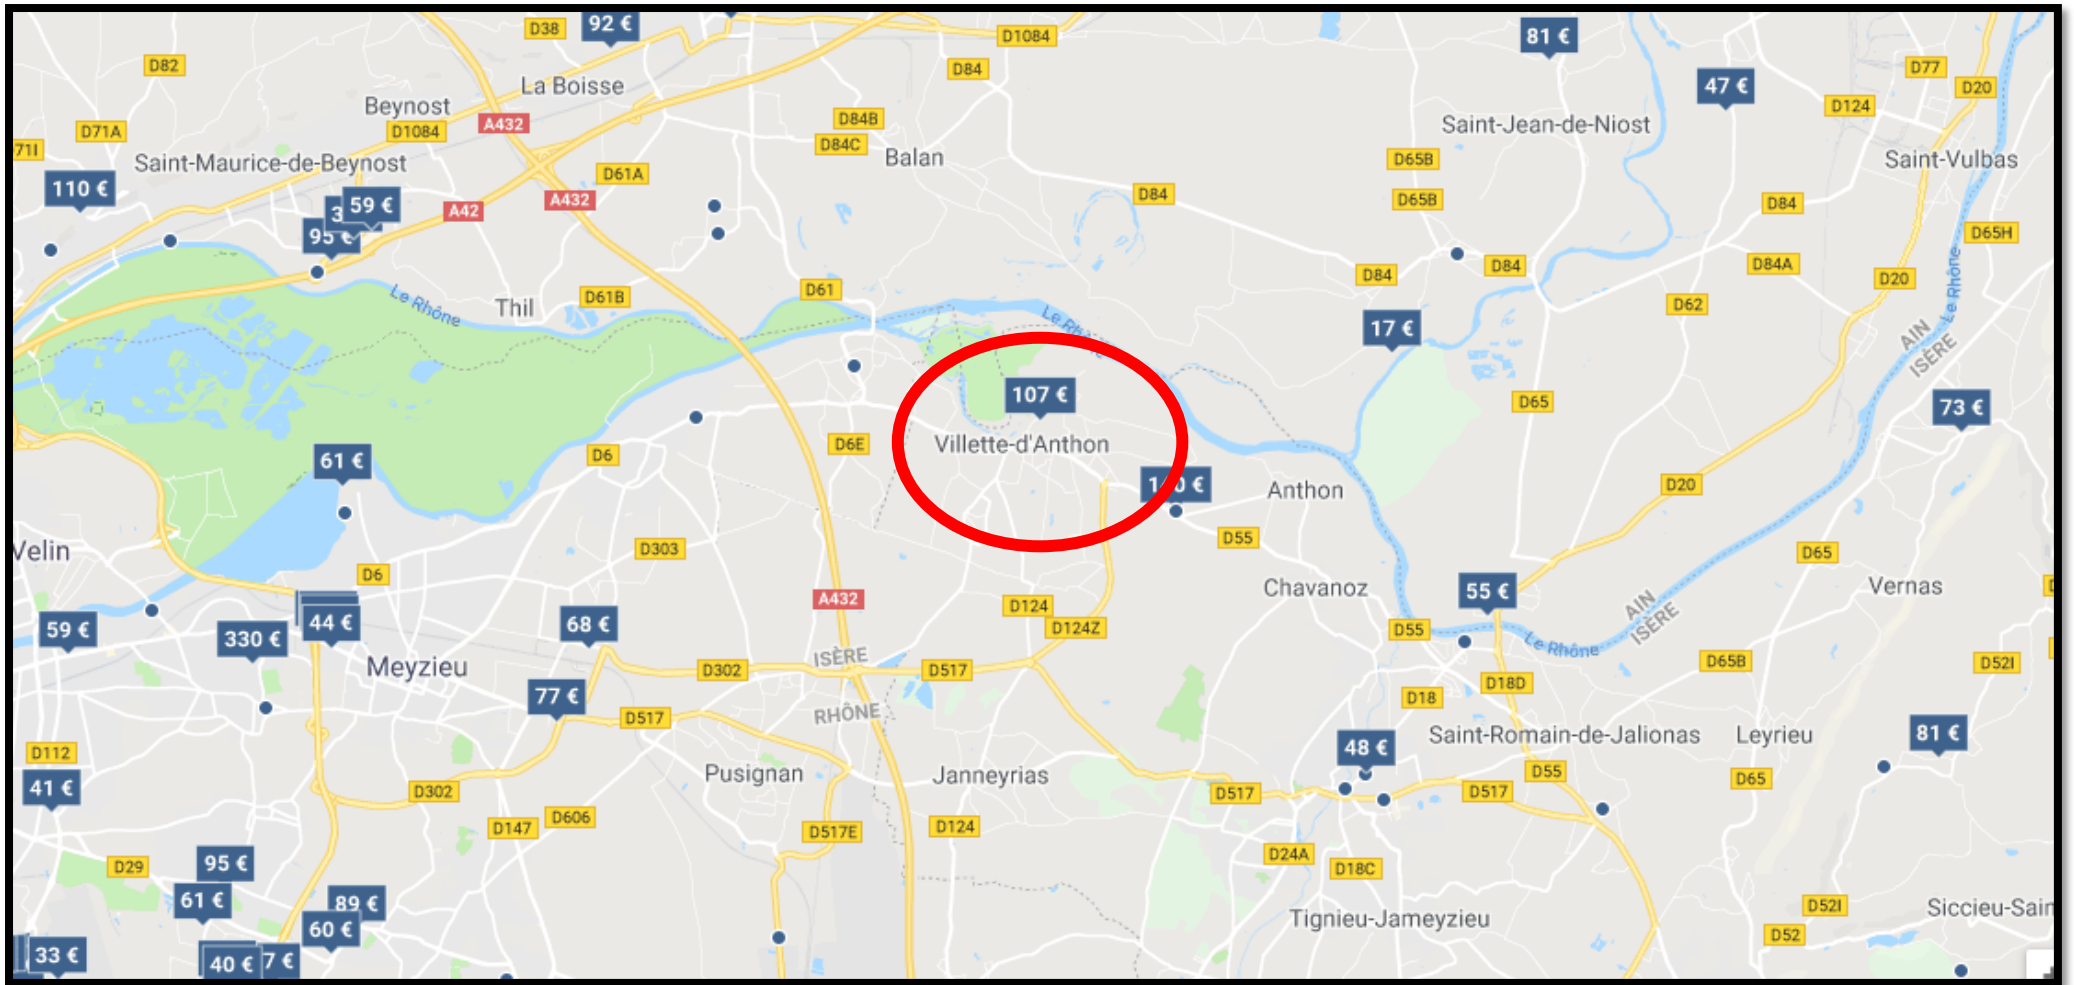 D38
92 €
D1084
81 €
D82
D84
D77
47 €
D20
La Boisse
Beynost
D124
D71A
D1084
A432
D84B
Saint-Jean-de-Niost
71I
D84C
Balan
D65B
Saint-Vulbas
Saint-Maurice-de-Beynost
D61A
110 €
A432
D84
D65B
D84
59 €
A42
95 €
D65H
D84
D84
D84A
D20
Le Rhône
Thil
D61B
D61
D62
Le Rhône
17 €
AIN
ISÈRE
107 €
D65
73 €
D6E
Villette-d'Anthon
61 €
D6
D20
Anthon
D55
Velin
D303
D65
D6
Chavanoz
Vernas
A432
55 €
D124
AIN
ISÈRE
59 €
330 €
44 €
68 €
D124Z
D55
Le Rhône
Meyzieu
ISÈRE
D302
D517
D65B
D52I
77 €
D517
RHÔNE
D18
D18D
D112
48 €
Saint-Romain-de-Jalionas
Leyrieu
81 €
Pusignan
Janneyrias
D55
D65
41 €
D302
D517
D517
D147
D606
D517E
D124
D29
95 €
D24A
D18C
61 €
89 €
D52I
Siccieu-Sain
60 €
Tignieu-Jameyzieu
D52
33 €
40 €
7 €